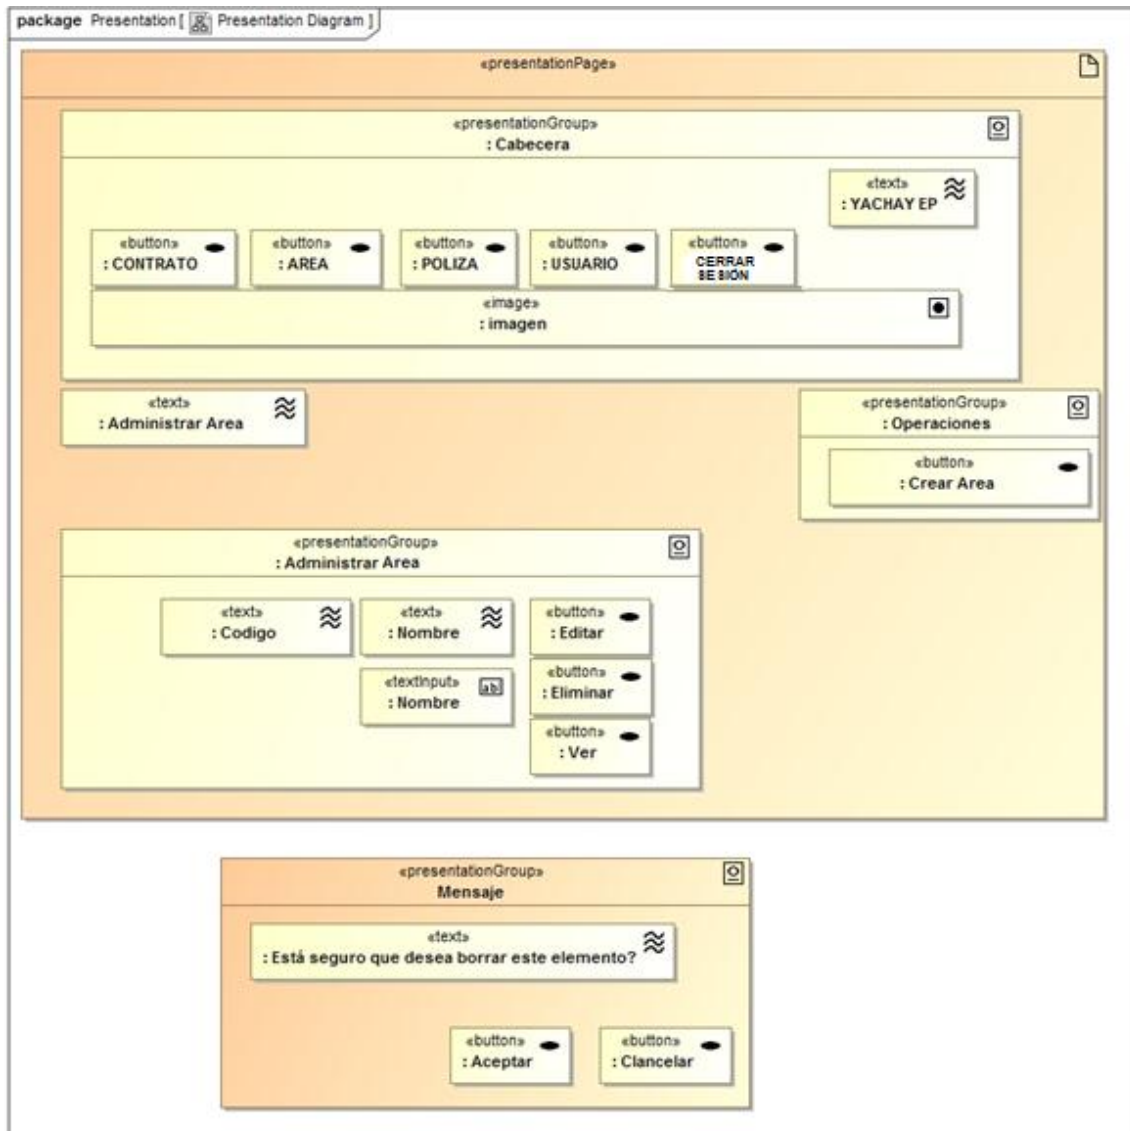 package Presentation [ Presentation Diagram ]
«presentationPage»
«presentationGroup»
: Cabecera
«text»
: YACHAY EP
«button»
: CONTRATO
«button»
: AREA
«button»
: POLIZA
«button»
: USUARIO
«button»
CERRAR
SESIÓN
«image»
: imagen
«text»
: Administrar Area
«presentationGroup»
: Operaciones
«button»
: Crear Area
«presentationGroup»
: Administrar Area
«text»
: Codigo
«text»
: Nombre
«button»
: Editar
«textInput»
: Nombre
ab
«button»
: Eliminar
«button»
: Ver
«presentationGroup»
Mensaje
«text»
: Está seguro que desea borrar este elemento?
«button»
: Aceptar
«button»
: Clancelar